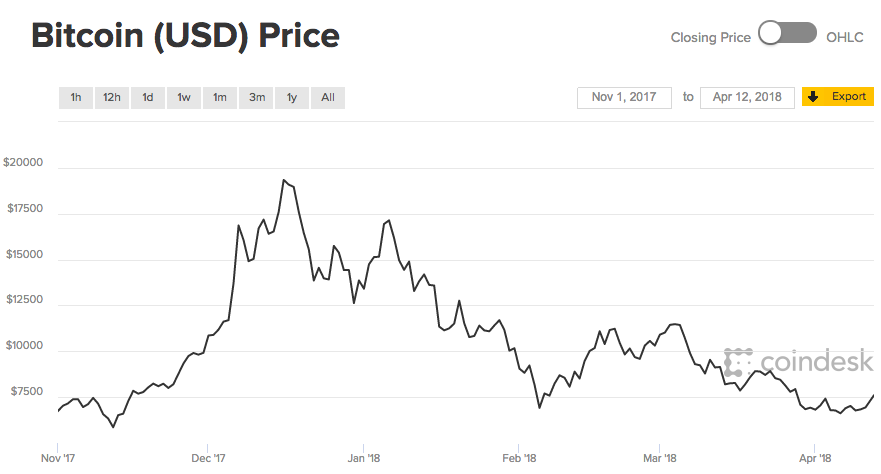 Bitcoin (USD) Price
Closing Price OHLC
1h 12h 1d 1w 1m 3m 1y All
Nov 1, 2017 to Apr 12, 2018 Export
$20000
$17500
$15000
$12500
$10000
coindesk
$7500
Nov '17 Dec '17 Jan '18 Feb '18 Mar '18 Apr '18